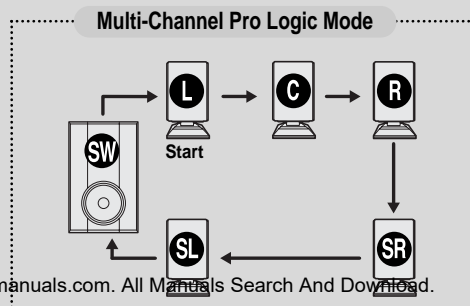 Multi-Channel Pro Logic Mode
L
C
R
SW
Start
SL
SR
manuals.com. All Manuals Search And Download.